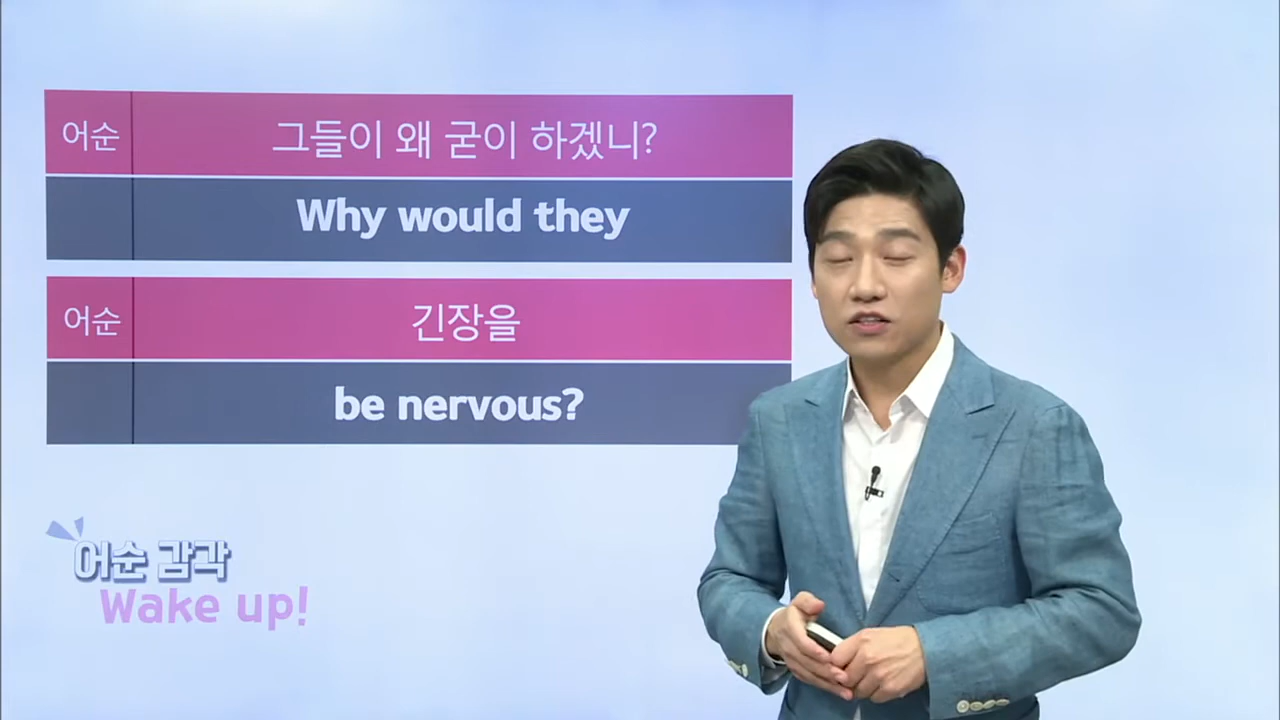 어순 그들이 왜 굳이 하겠니?
Why would they
어순 긴장을
be nervous?
어순 감각
Wake up!